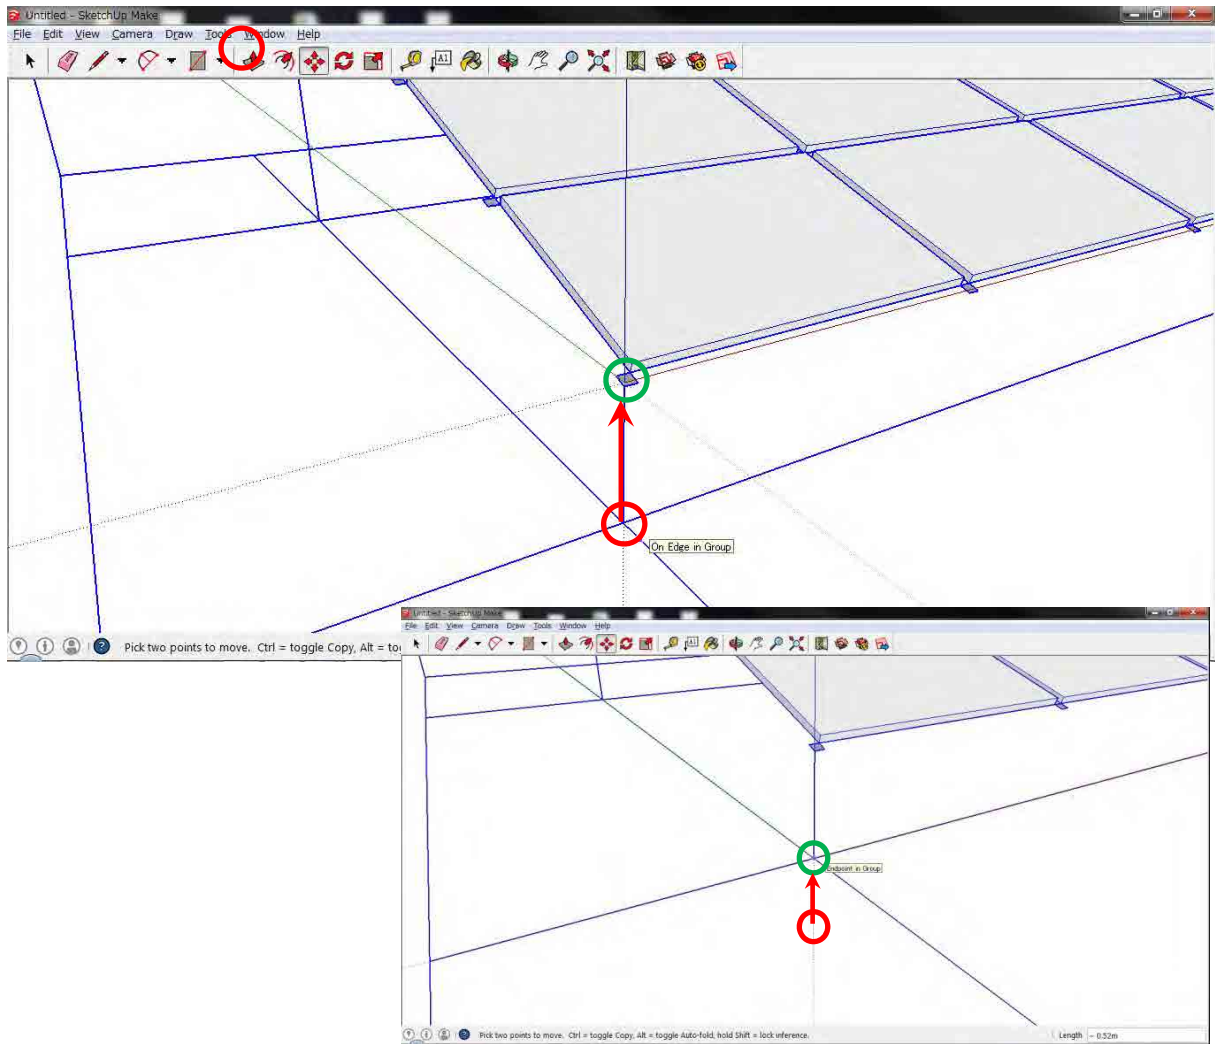 Untitled - SketchUp Make
File Edit View Camera Draw Tools Window Help
A1
On Edge in Group
Pick two points to move. Ctrl = toggle Copy, Alt = to
Untitled - SketchUp Make
File Edit View Camera Draw Tools Window Help
A1
Endpoint in Group
Pick two points to move. Ctrl = toggle Copy, Alt = toggle Auto-fold, hold Shift = lock inference.
Length ~ 0.52m